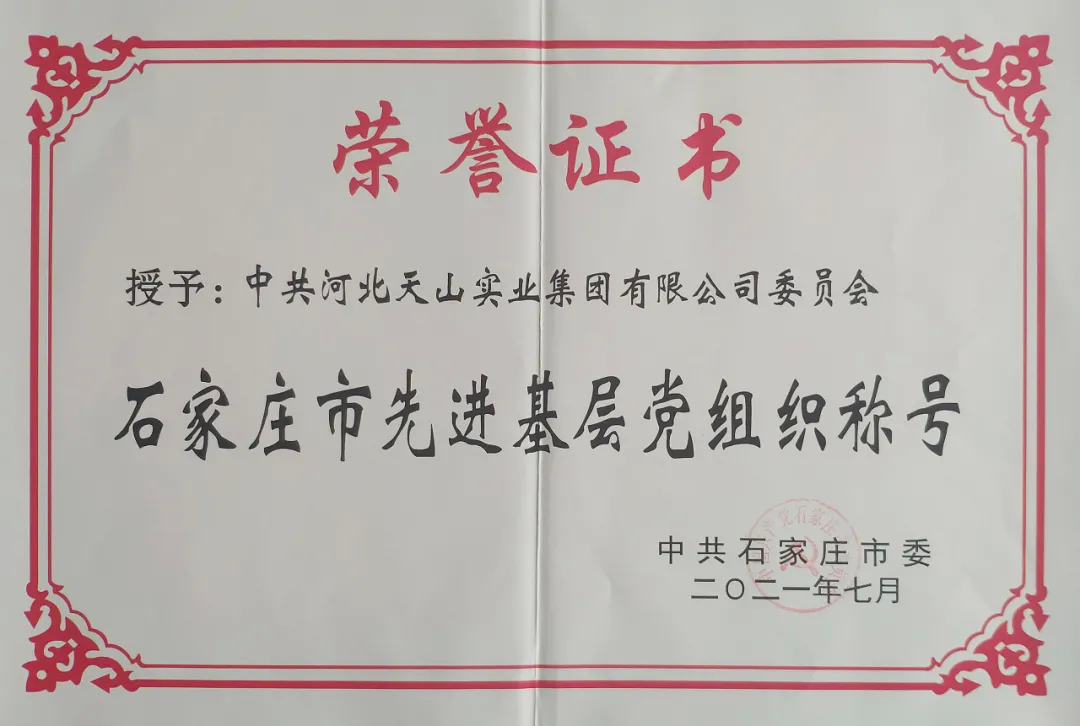 荣誉证书
授予：中共河北天山实业集团有限公司委员会
石家庄市先进基层党组织称号
中共石家庄市委
二〇二一年七月